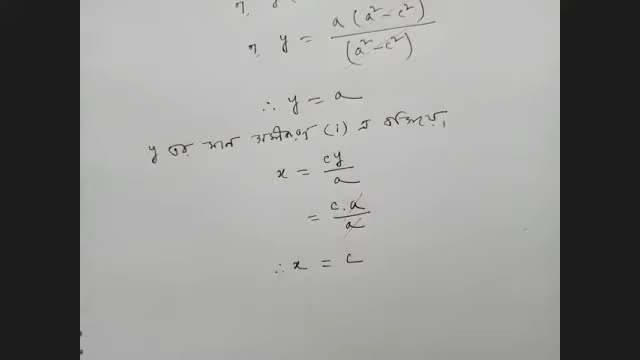 বা, y = a (a² − c²) / (a² − c²)
∴ y = a
y এর মান সমীকরণ (i) এ বসিয়ে,
x = cy / a
= c . a / a
∴ x = c